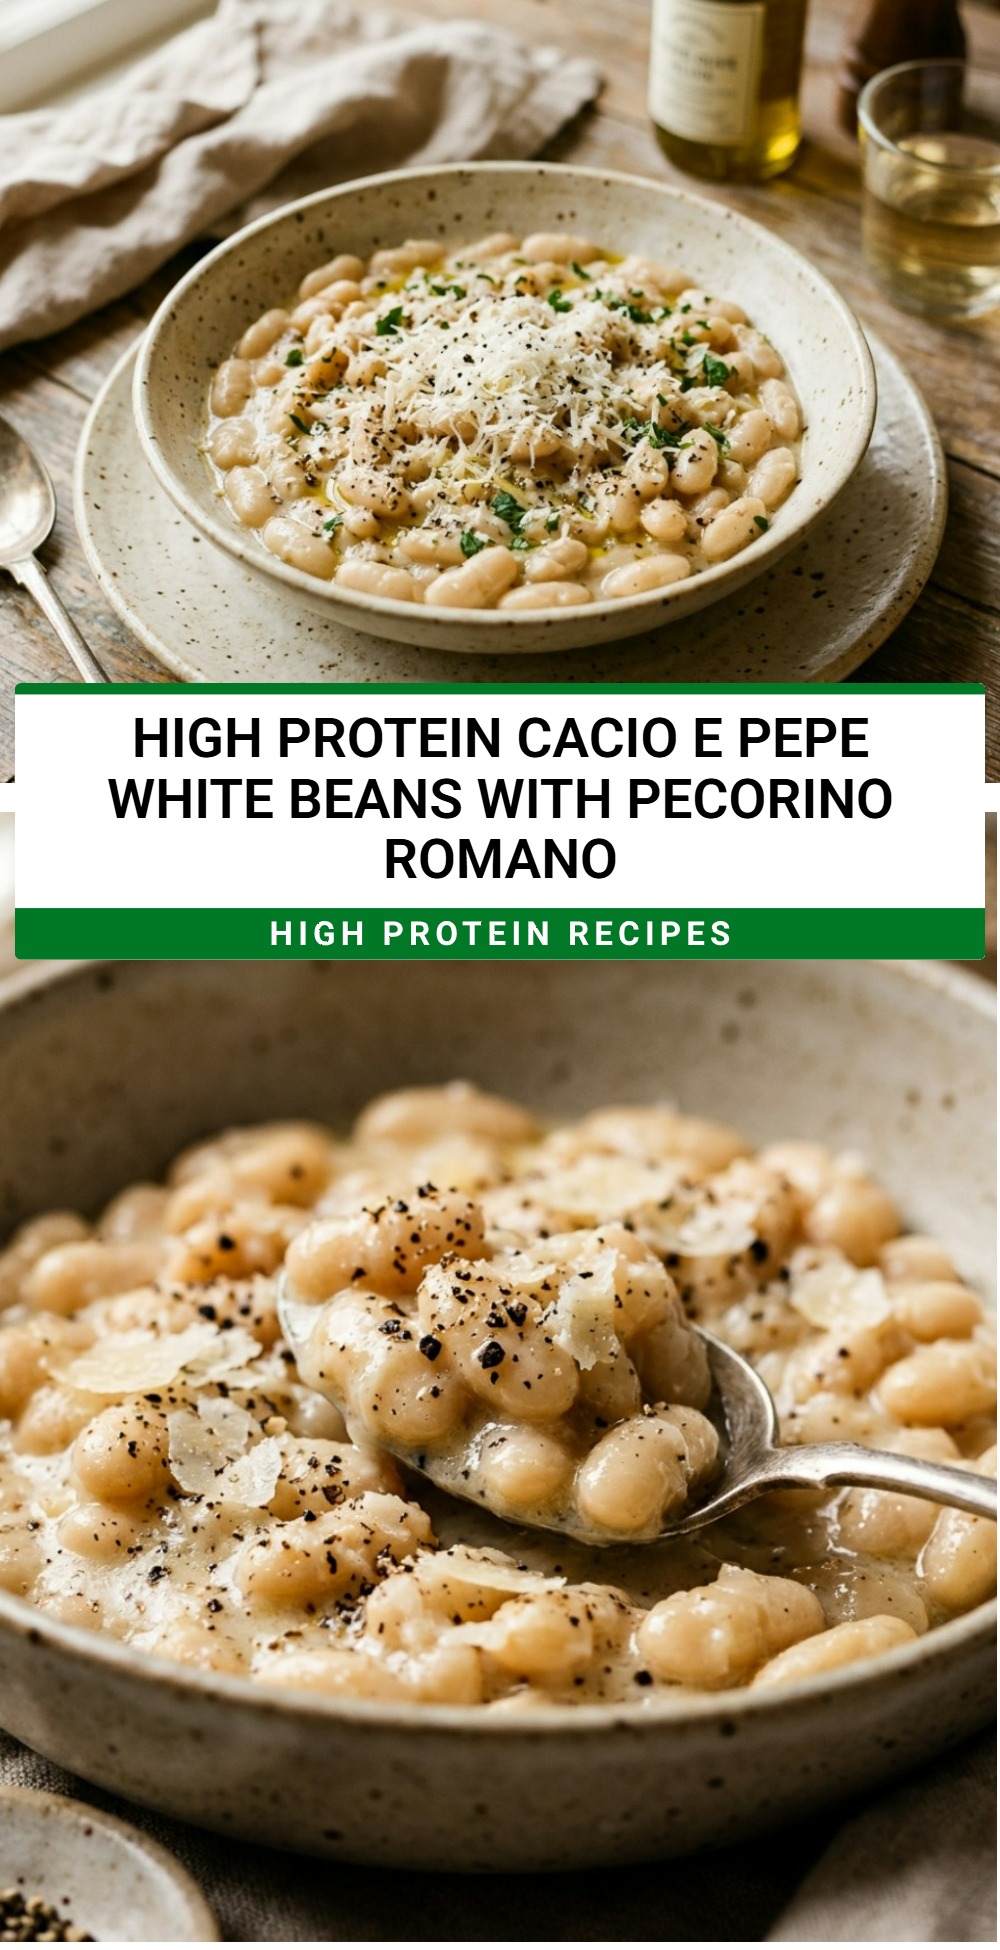 HIGH PROTEIN CACIO E PEPE
WHITE BEANS WITH PECORINO
ROMANO
HIGH PROTEIN RECIPES